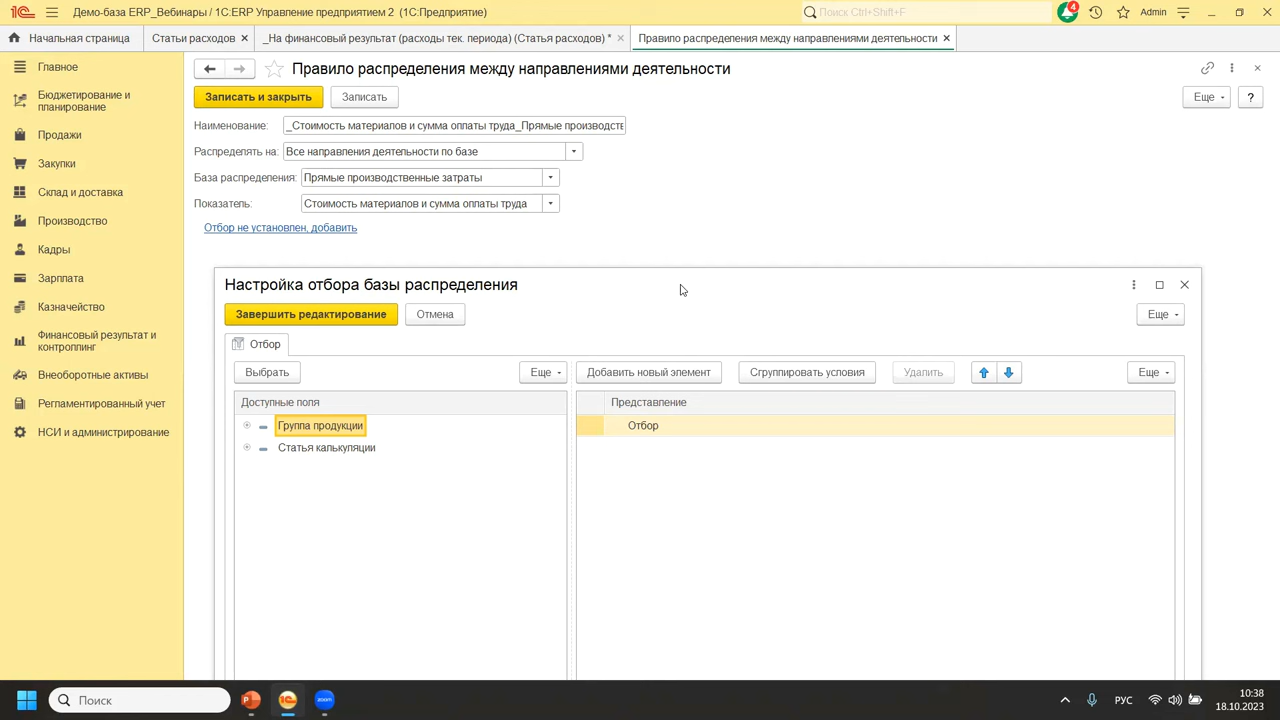 Демо-база ERP_Вебинары / 1С:ERP Управление предприятием 2 (1С:Предприятие)
Поиск Ctrl+Shift+F
4
Admin
Начальная страница
Статьи расходов ×
_На финансовый результат (расходы тек. периода) (Статья расходов) * ×
Правило распределения между направлениями деятельности ×
Главное
Бюджетирование и
планирование
Продажи
Закупки
Склад и доставка
Производство
Кадры
Зарплата
Казначейство
Финансовый результат и
контроллинг
Внеоборотные активы
Регламентированный учет
НСИ и администрирование
Правило распределения между направлениями деятельности
Записать и закрыть
Записать
Еще
?
Наименование: _Стоимость материалов и сумма оплаты труда_Прямые производстве
Распределять на: Все направления деятельности по базе
База распределения: Прямые производственные затраты
Показатель: Стоимость материалов и сумма оплаты труда
Отбор не установлен, добавить
Настройка отбора базы распределения
Завершить редактирование
Отмена
Еще
Отбор
Выбрать
Еще
Добавить новый элемент
Сгруппировать условия
Удалить
Еще
Доступные поля
Представление
Группа продукции
Отбор
Статья калькуляции
Поиск
zoom
РУС
10:38
18.10.2023